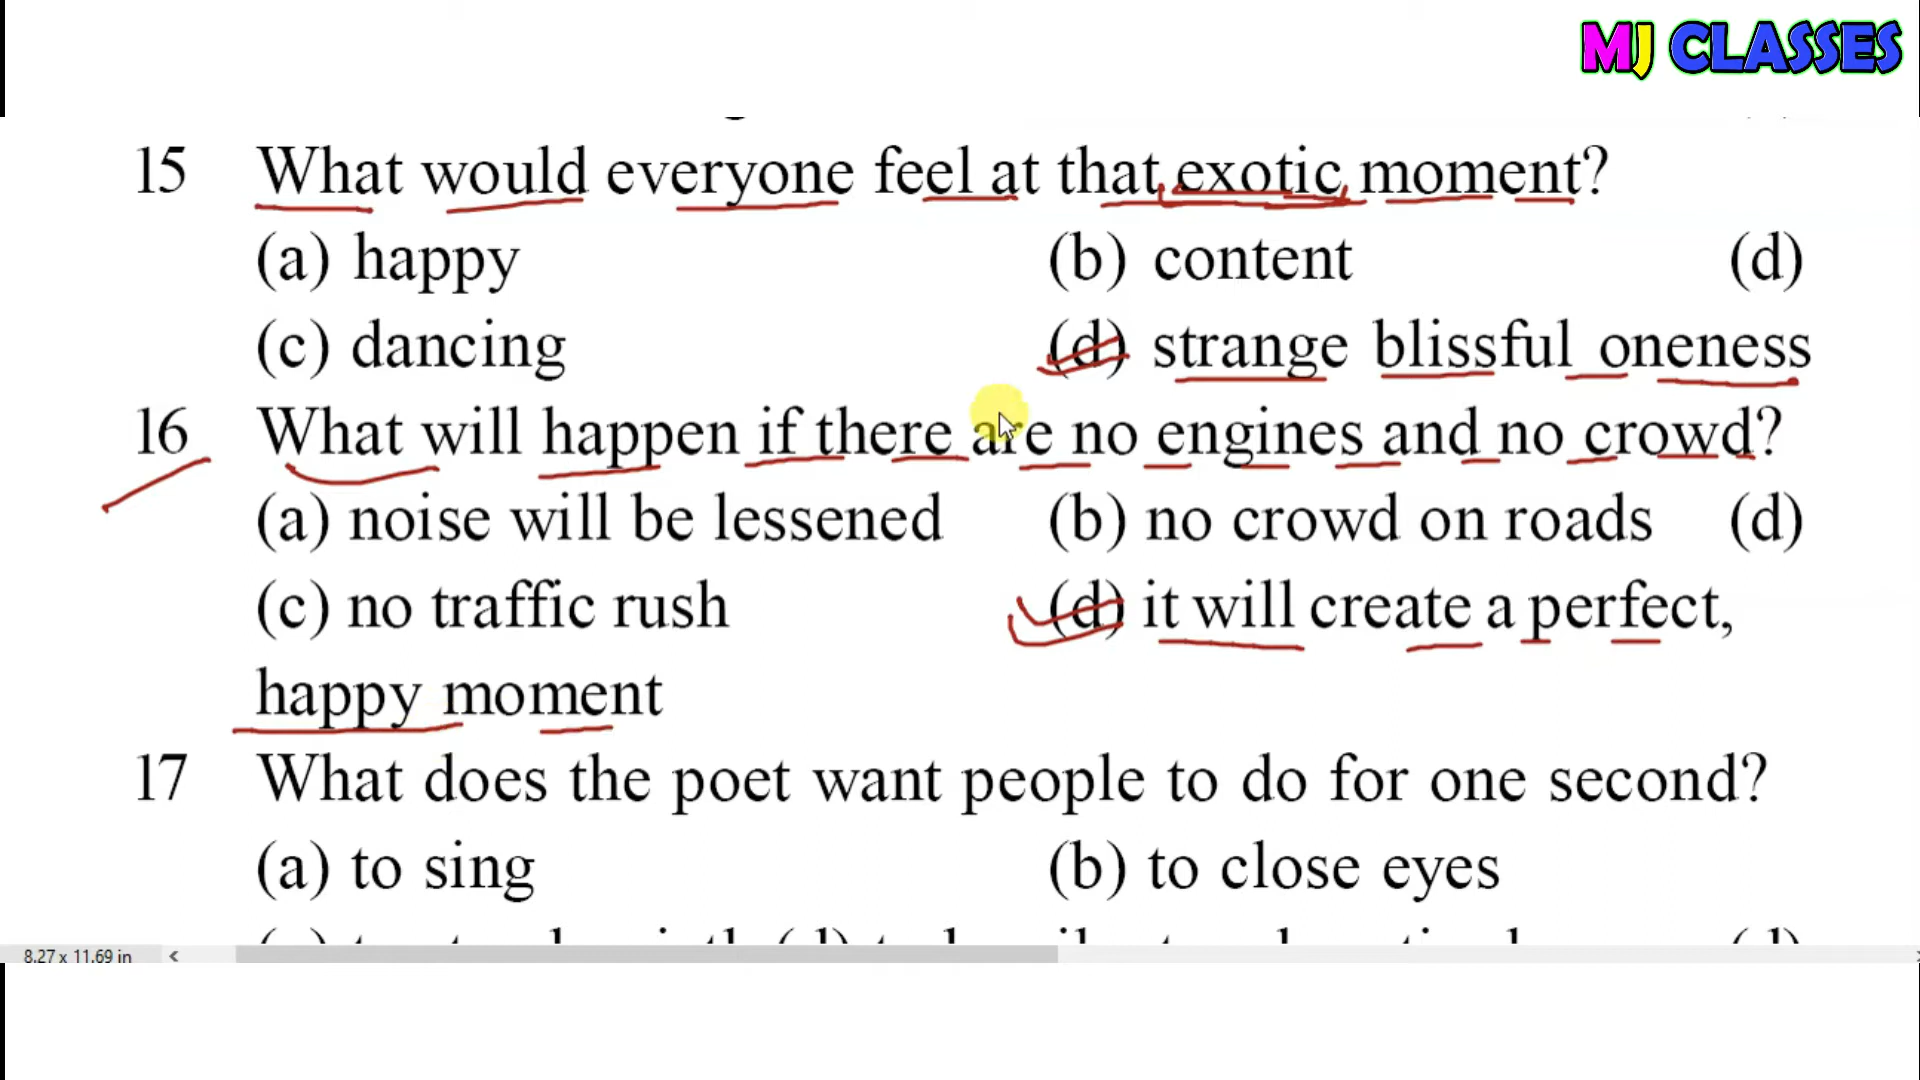 MJ CLASSES
15 What would everyone feel at that exotic moment?
(a) happy (b) content (d)
(c) dancing (d) strange blissful oneness
16 What will happen if there are no engines and no crowd?
(a) noise will be lessened (b) no crowd on roads (d)
(c) no traffic rush (d) it will create a perfect,
happy moment
17 What does the poet want people to do for one second?
(a) to sing (b) to close eyes
8.27 x 11.69 in